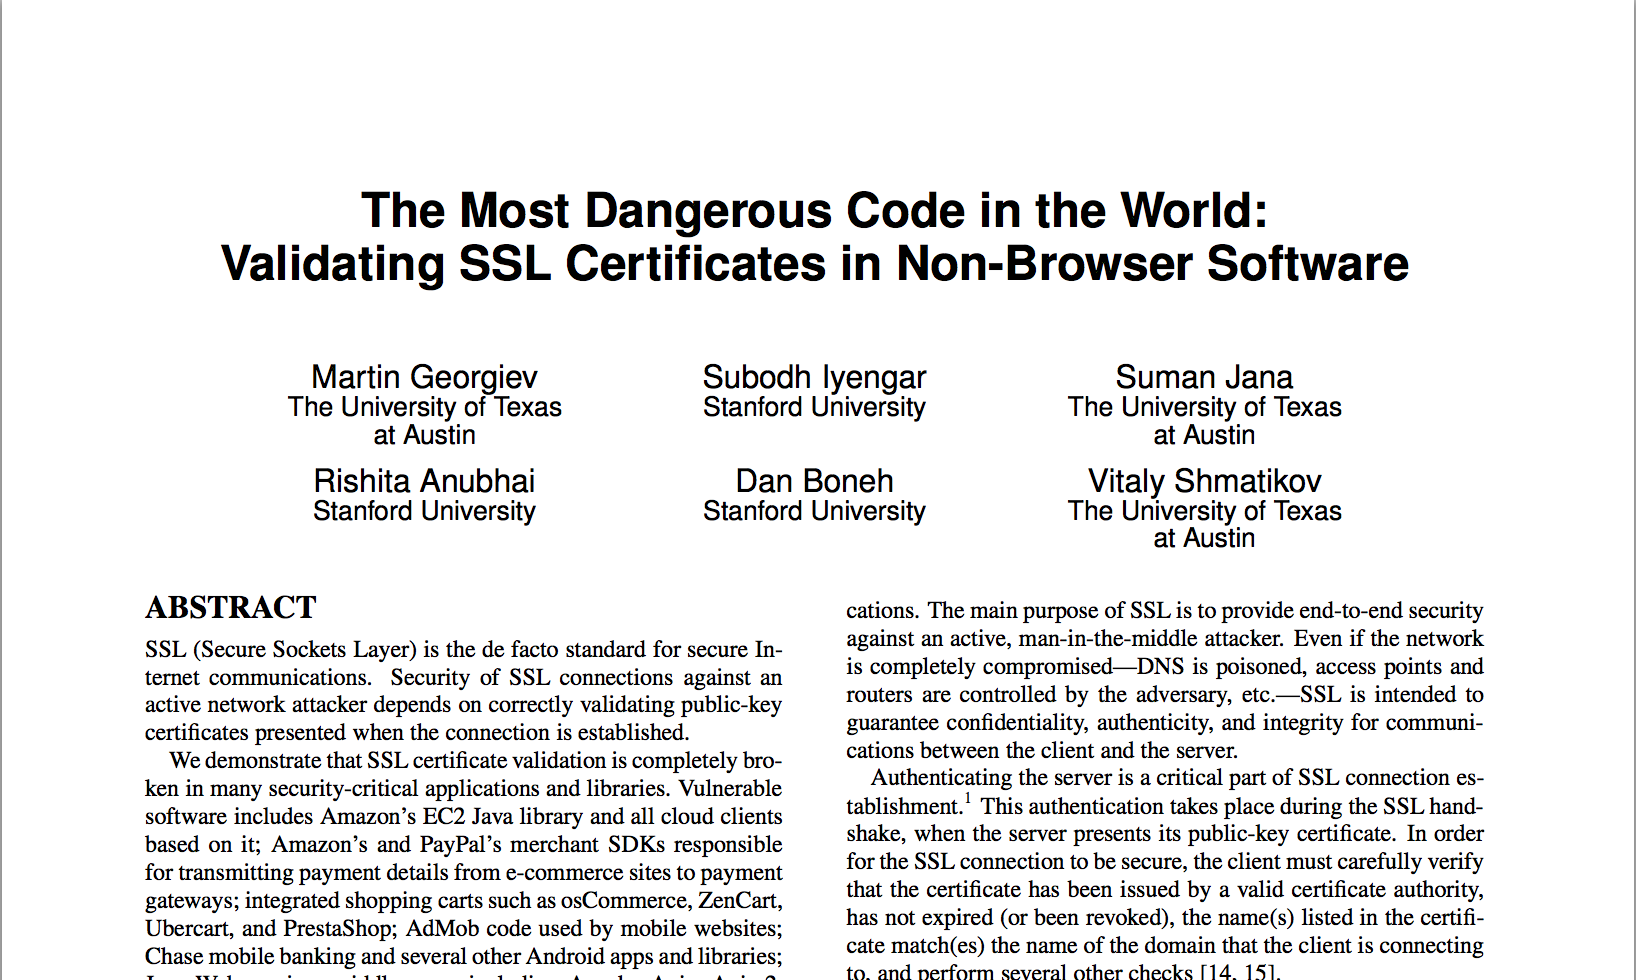 The Most Dangerous Code in the World:
Validating SSL Certificates in Non-Browser Software
Martin Georgiev
The University of Texas
at Austin
Subodh Iyengar
Stanford University
Suman Jana
The University of Texas
at Austin
Rishita Anubhai
Stanford University
Dan Boneh
Stanford University
Vitaly Shmatikov
The University of Texas
at Austin
ABSTRACT
SSL (Secure Sockets Layer) is the de facto standard for secure In-
ternet communications. Security of SSL connections against an
active network attacker depends on correctly validating public-key
certificates presented when the connection is established.
We demonstrate that SSL certificate validation is completely bro-
ken in many security-critical applications and libraries. Vulnerable
software includes Amazon's EC2 Java library and all cloud clients
based on it; Amazon's and PayPal's merchant SDKs responsible
for transmitting payment details from e-commerce sites to payment
gateways; integrated shopping carts such as osCommerce, ZenCart,
Ubercart, and PrestaShop; AdMob code used by mobile websites;
Chase mobile banking and several other Android apps and libraries;
cations. The main purpose of SSL is to provide end-to-end security
against an active, man-in-the-middle attacker. Even if the network
is completely compromised—DNS is poisoned, access points and
routers are controlled by the adversary, etc.—SSL is intended to
guarantee confidentiality, authenticity, and integrity for communi-
cations between the client and the server.
Authenticating the server is a critical part of SSL connection es-
tablishment.1 This authentication takes place during the SSL hand-
shake, when the server presents its public-key certificate. In order
for the SSL connection to be secure, the client must carefully verify
that the certificate has been issued by a valid certificate authority,
has not expired (or been revoked), the name(s) listed in the certifi-
cate match(es) the name of the domain that the client is connecting
to, and perform several other checks [14, 15].